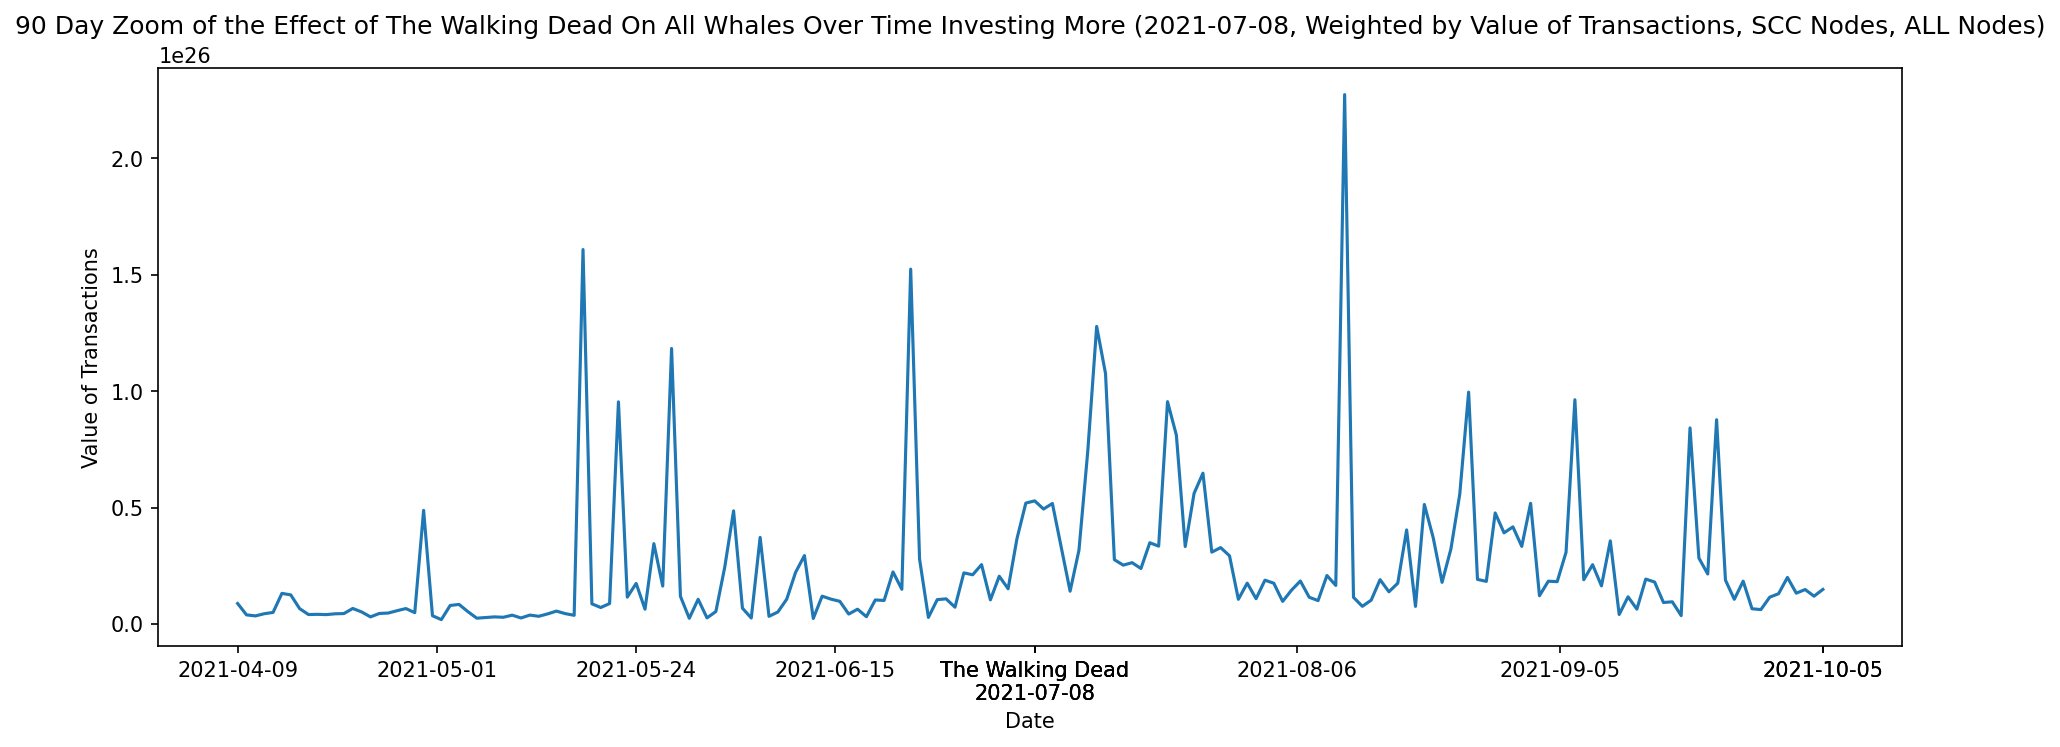 90 Day Zoom of the Effect of The Walking Dead On All Whales Over Time Investing More (2021-07-08, Weighted by Value of Transactions, SCC Nodes, ALL Nodes)
1e26
2.0
1.5
1.0
0.5
0.0
Value of Transactions
2021-04-09 2021-05-01 2021-05-24 2021-06-15 The Walking Dead 2021-08-06 2021-09-05 2021-10-05
2021-07-08
Date